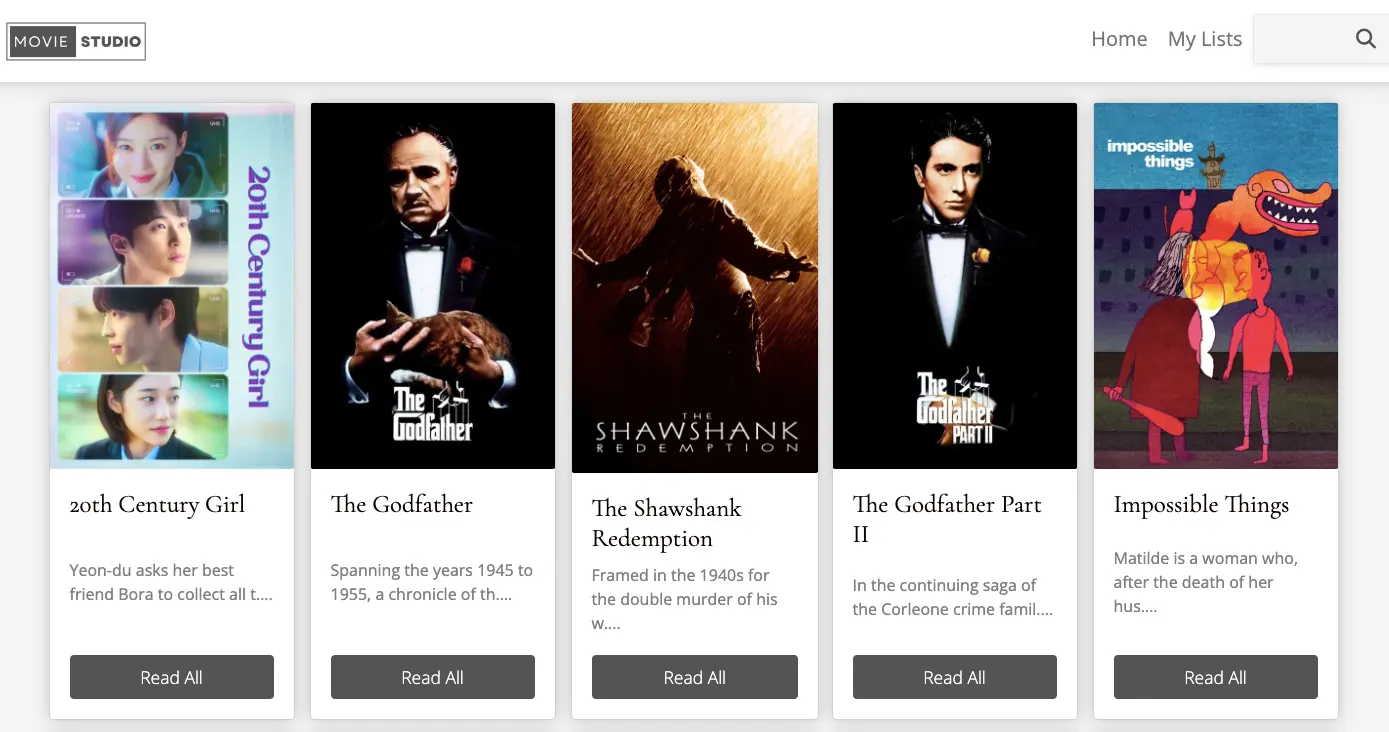 MOVIE STUDIO
Home My Lists
20th Century Girl
The
Godfather
THE
SHAWSHANK
REDEMPTION
The
Godfather
PART II
impossible
things
20th Century Girl
Yeon-du asks her best
friend Bora to collect all t....
Read All
The Godfather
Spanning the years 1945 to
1955, a chronicle of th....
Read All
The Shawshank
Redemption
Framed in the 1940s for
the double murder of his
w....
Read All
The Godfather Part
II
In the continuing saga of
the Corleone crime famil....
Read All
Impossible Things
Matilde is a woman who,
after the death of her
hus....
Read All